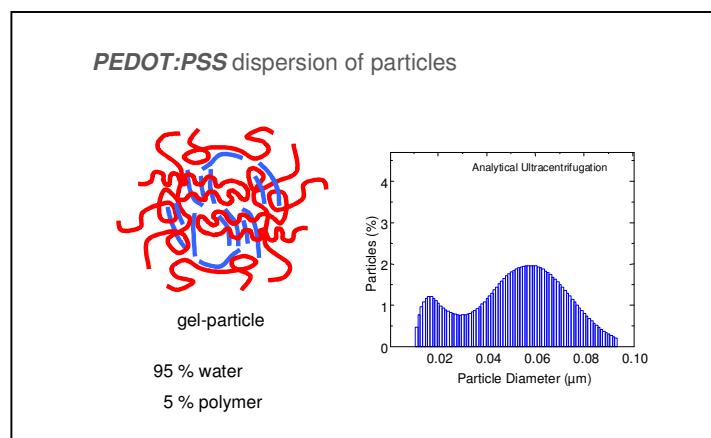 PEDOT:PSS dispersion of particles
gel-particle
95 % water
5 % polymer
Analytical Ultracentrifugation
Particles (%)
4
3
2
1
0
0.02 0.04 0.06 0.08 0.10
Particle Diameter (µm)